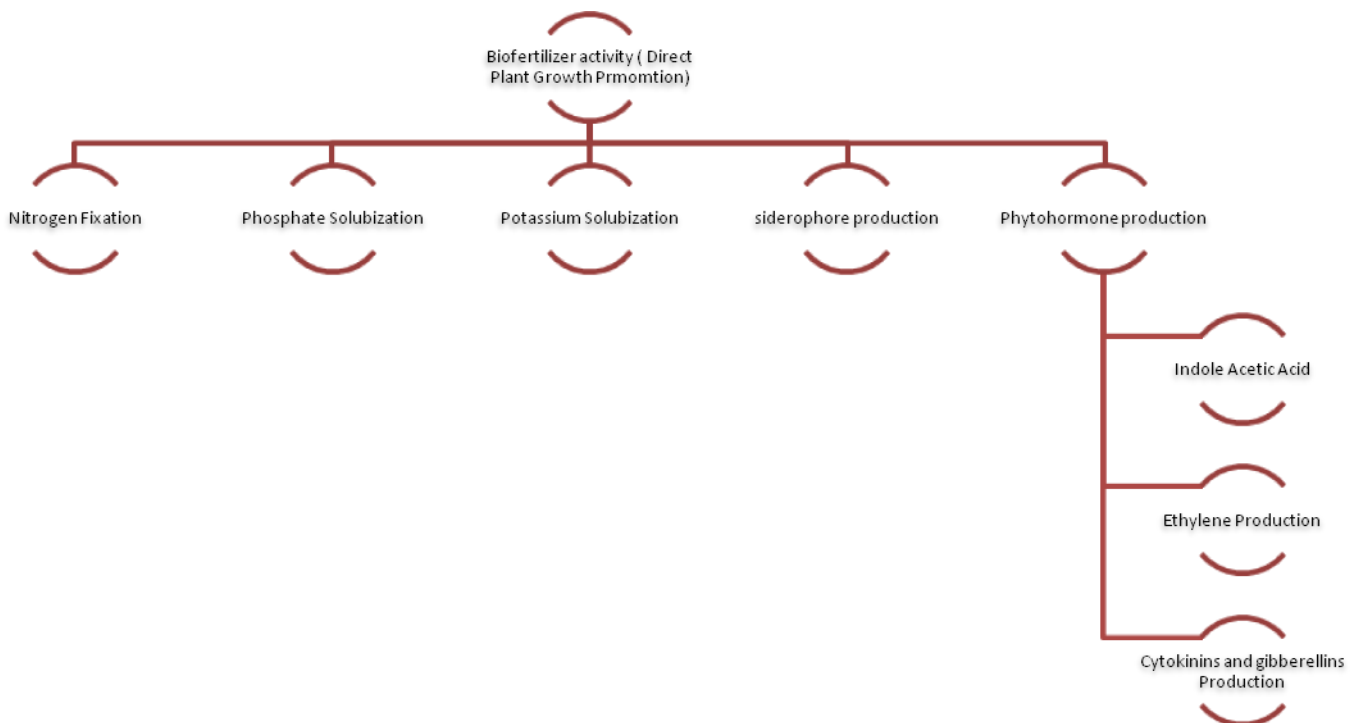 Biofertilizer activity ( Direct
Plant Growth Prmomtion)
Nitrogen Fixation
Phosphate Solubization
Potassium Solubization
siderophore production
Phytohormone production
Indole Acetic Acid
Ethylene Production
Cytokinins and gibberellins
Production